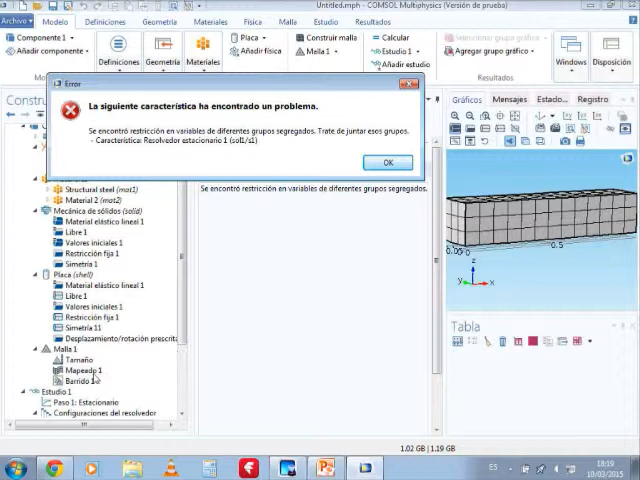 Untitled.mph - COMSOL Multiphysics (Versión de prueba)
Archivo Modelo Definiciones Geometría Materiales Física Malla Estudio Resultados
Componente 1
Añadir componente
Definiciones Geometría Materiales
Placa
Añadir física
Construir malla
Malla 1
Calcular
Estudio 1
Añadir estudio
Seleccionar grupo gráfico
Agregar grupo gráfico
Resultados
Windows Disposición
Error
La siguiente característica ha encontrado un problema.
Se encontró restricción en variables de diferentes grupos segregados. Trate de juntar esos grupos.
- Característica: Resolvedor estacionario 1 (sol1/s1)
OK
Constru
Gráficos Mensajes Estado... Registro
Se encontró restricción en variables de diferentes grupos segregados.
Structural steel (mat1)
Material 2 (mat2)
Mecánica de sólidos (solid)
Material elástico lineal 1
Libre 1
Valores iniciales 1
Restricción fija 1
Simetría 1
Placa (shell)
Material elástico lineal 1
Libre 1
Valores iniciales 1
Restricción fija 1
Simetría 11
Desplazamiento/rotación prescrita
Malla 1
Tamaño
Mapeado 1
Barrido 1
Estudio 1
Paso 1: Estacionario
Configuraciones del resolvedor
0.5
z
y x
Tabla
1.02 GB | 1.19 GB
ES
18:19
10/03/2015